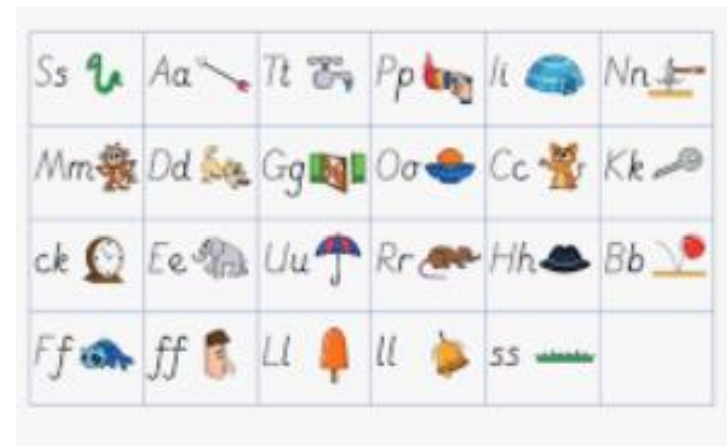 Ss Aa Tt Pp Ii Nn
Mm Dd Gg Oo Cc Kk
ck Ee Uu Rr Hh Bb
Ff ff Ll ll ss